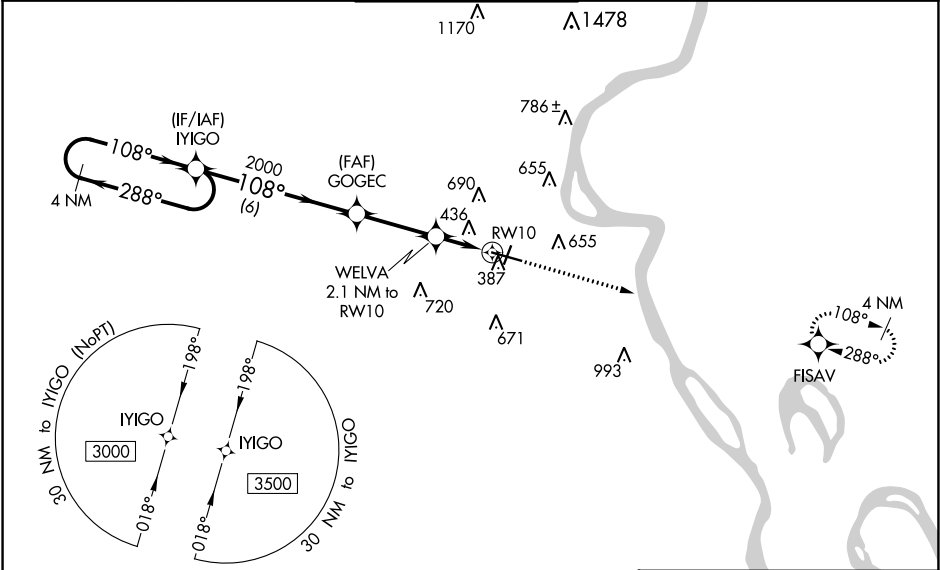 1170
1478
786±
(IF/IAF)
IYIGO
108°
288°
4 NM
2000
108°
(6)
(FAF)
GOGEC
655
690
436
RW10
655
387
WELVA
2.1 NM to
RW10
720
671
993
4 NM
108°
288°
FISAV
30 NM to IYIGO (NoPT)
198°
IYIGO
3000
018°
198°
IYIGO
3500
018°
30 NM to IYIGO